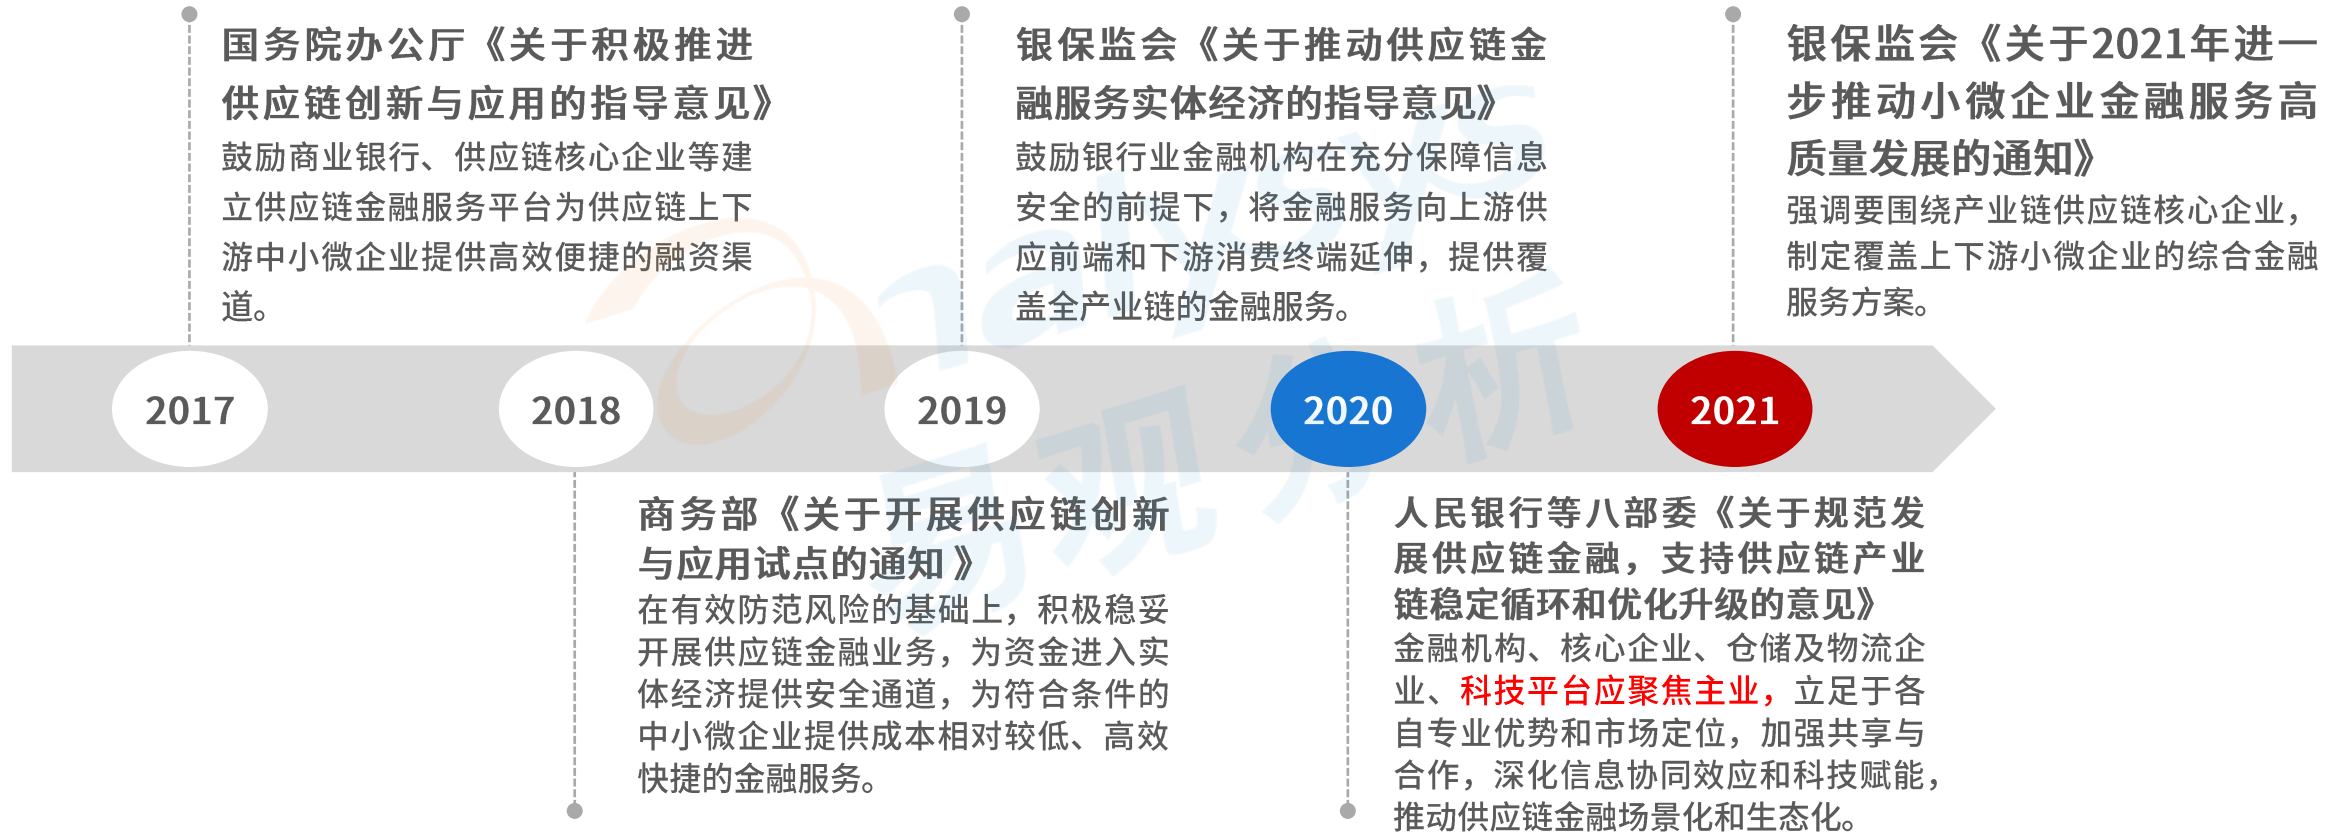 国务院办公厅《关于积极推进
供应链创新与应用的指导意见》
鼓励商业银行、供应链核心企业等建
立供应链金融服务平台为供应链上下
游中小微企业提供高效便捷的融资渠
道。
银保监会《关于推动供应链金
融服务实体经济的指导意见》
鼓励银行业金融机构在充分保障信息
安全的前提下，将金融服务向上游供
应前端和下游消费终端延伸，提供覆
盖全产业链的金融服务。
银保监会《关于2021年进一
步推动小微企业金融服务高
质量发展的通知》
强调要围绕产业链供应链核心企业，
制定覆盖上下游小微企业的综合金融
服务方案。
2017
2018
2019
2020
2021
商务部《关于开展供应链创新
与应用试点的通知 》
在有效防范风险的基础上，积极稳妥
开展供应链金融业务，为资金进入实
体经济提供安全通道，为符合条件的
中小微企业提供成本相对较低、高效
快捷的金融服务。
人民银行等八部委《关于规范发
展供应链金融，支持供应链产业
链稳定循环和优化升级的意见》
金融机构、核心企业、仓储及物流企
业、科技平台应聚焦主业，立足于各
自专业优势和市场定位，加强共享与
合作，深化信息协同效应和科技赋能，
推动供应链金融场景化和生态化。
analysys
易观分析